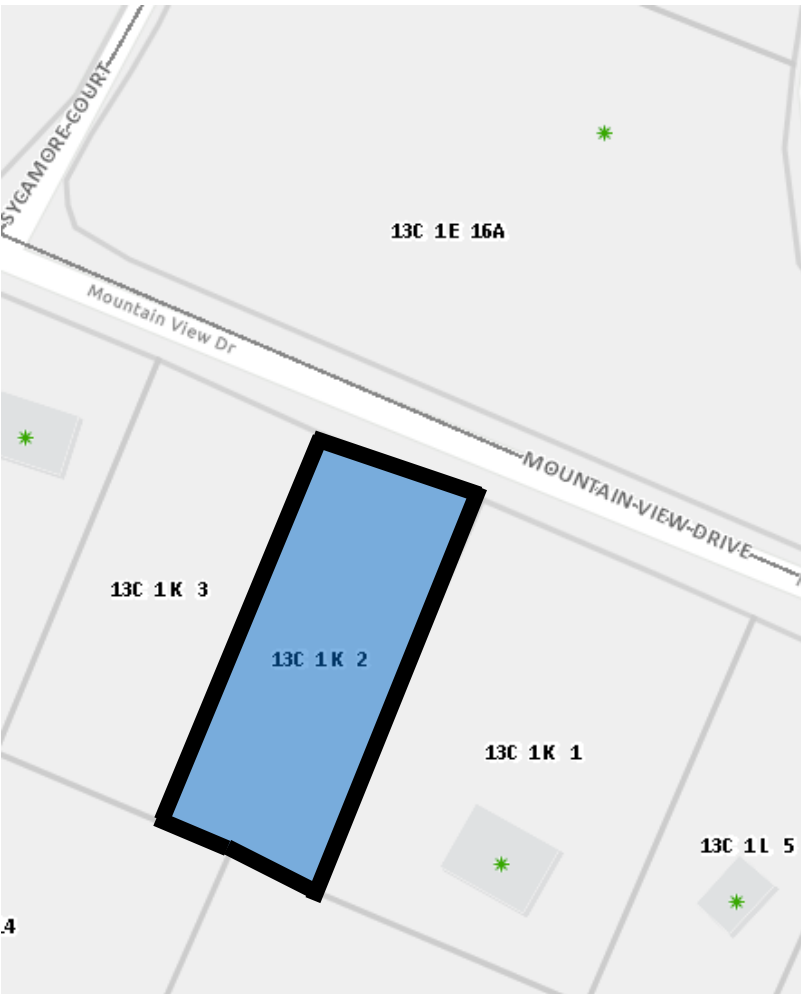 SYCAMORE COURT
13C 1E 16A
Mountain View Dr
MOUNTAIN VIEW DRIVE
13C 1K 3
13C 1K 2
13C 1K 1
13C 1L 5